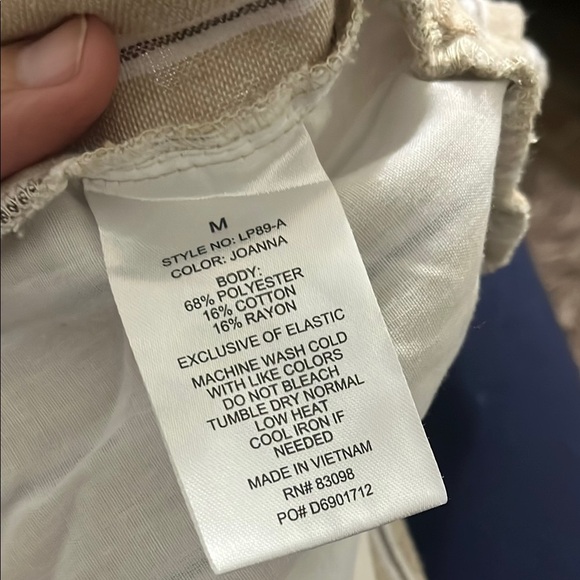 M
STYLE NO: LP89-A
COLOR: JOANNA
BODY:
68% POLYESTER
16% COTTON
16% RAYON
EXCLUSIVE OF ELASTIC
MACHINE WASH COLD
WITH LIKE COLORS
DO NOT BLEACH
TUMBLE DRY NORMAL
LOW HEAT
COOL IRON IF
NEEDED
MADE IN VIETNAM
RN# 83098
PO# D6901712